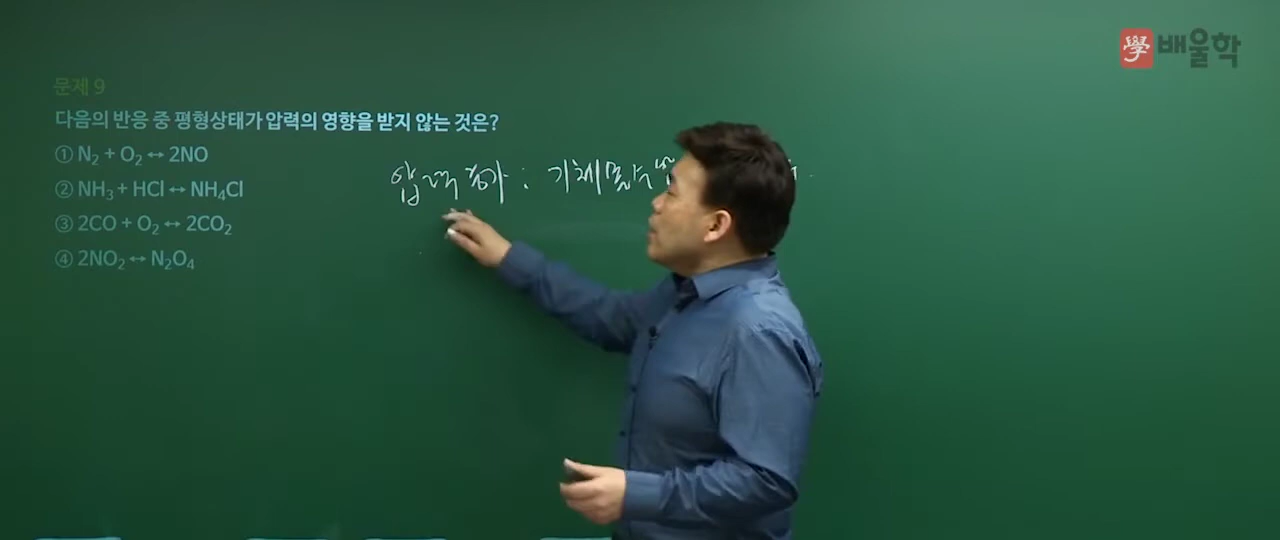 學 배울학
문제 9
다음의 반응 중 평형상태가 압력의 영향을 받지 않는 것은?
① N₂ + O₂ ↔ 2NO
② NH₃ + HCl ↔ NH₄Cl
③ 2CO + O₂ ↔ 2CO₂
④ 2NO₂ ↔ N₂O₄
압력 증가 : 기체몰수